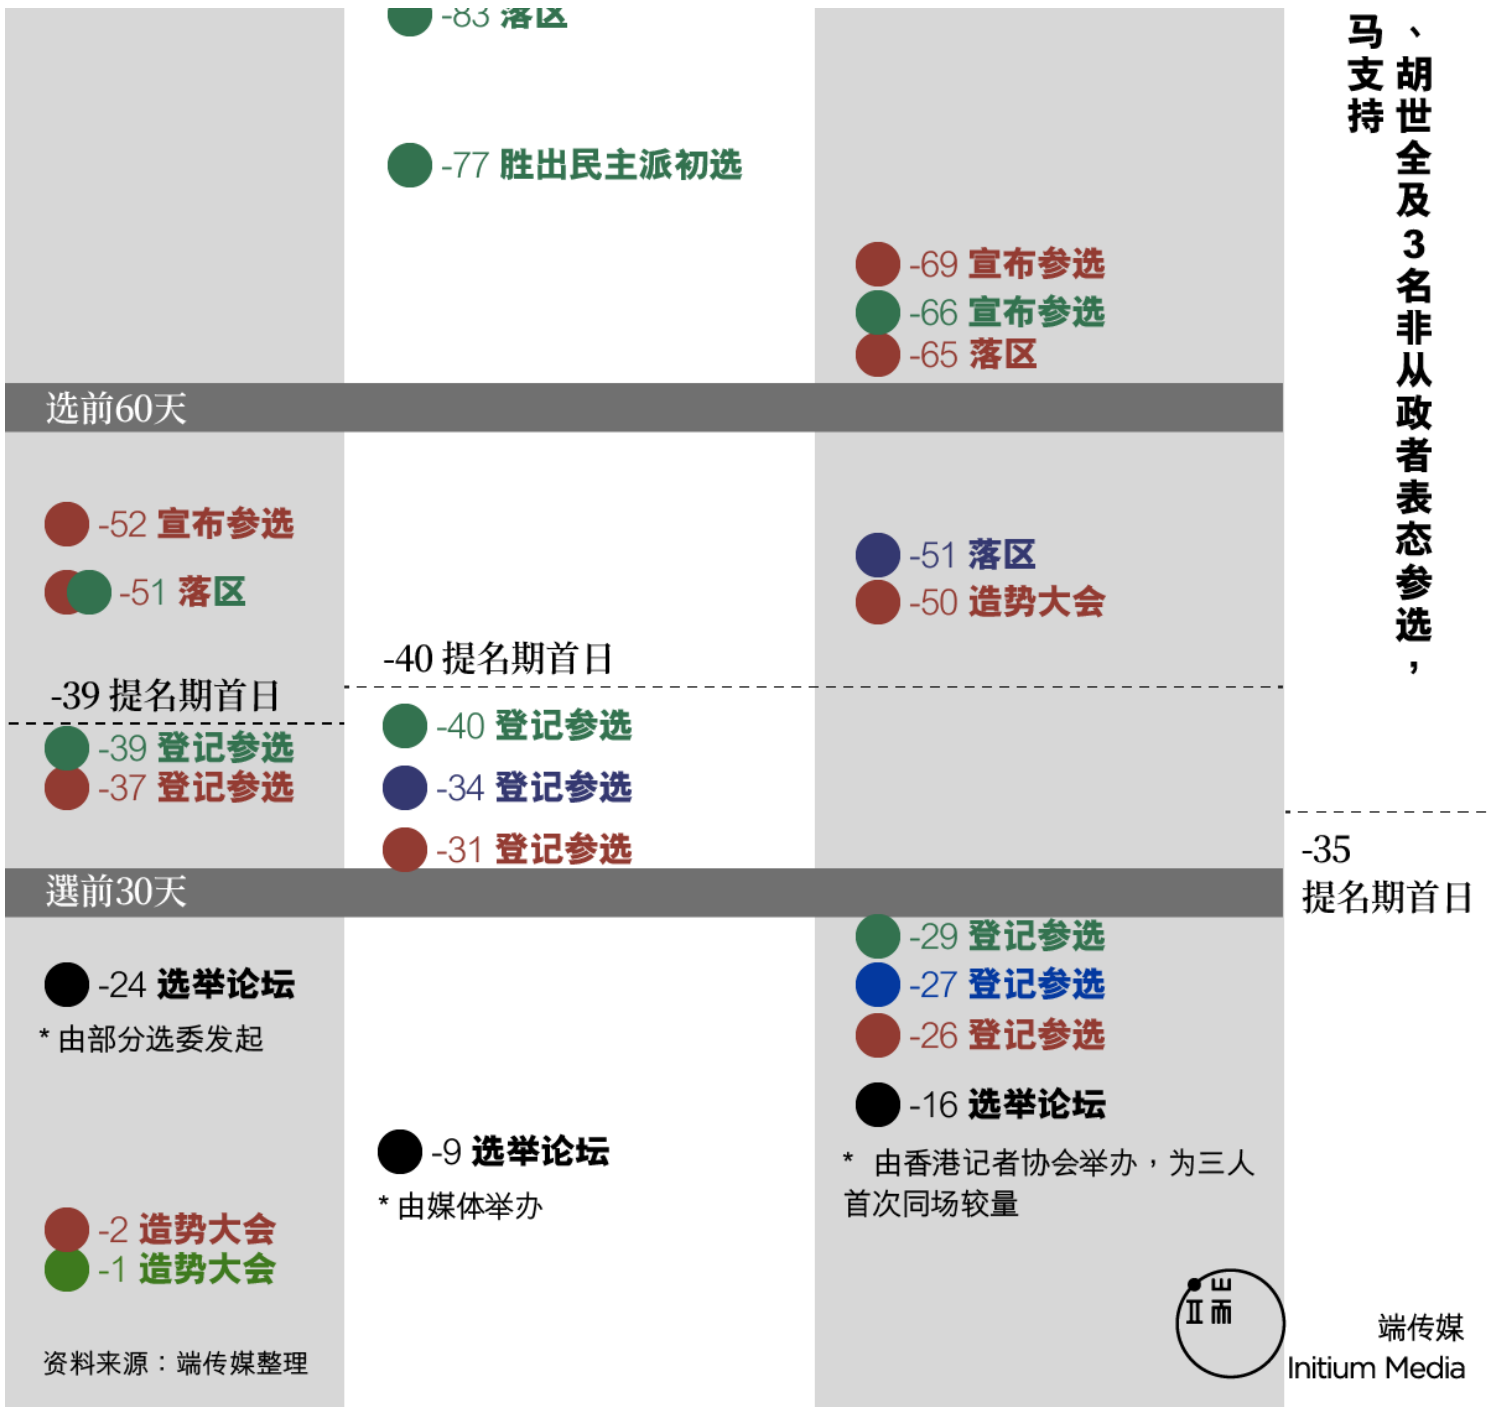 -83 落区
-77 胜出民主派初选
-69 宣布参选
-66 宣布参选
-65 落区
、胡世全及3名非从政者表态参选，
马支持
选前60天
-52 宣布参选
-51 落区
-51 落区
-50 造势大会
-40 提名期首日
-39 提名期首日
-39 登记参选
-37 登记参选
-40 登记参选
-34 登记参选
-31 登记参选
-35
提名期首日
選前30天
-24 选举论坛
* 由部分选委发起
-2 造势大会
-1 造势大会
-9 选举论坛
* 由媒体举办
-29 登记参选
-27 登记参选
-26 登记参选
-16 选举论坛
* 由香港记者协会举办，为三人
首次同场较量
资料来源：端传媒整理
端
端传媒
Initium Media